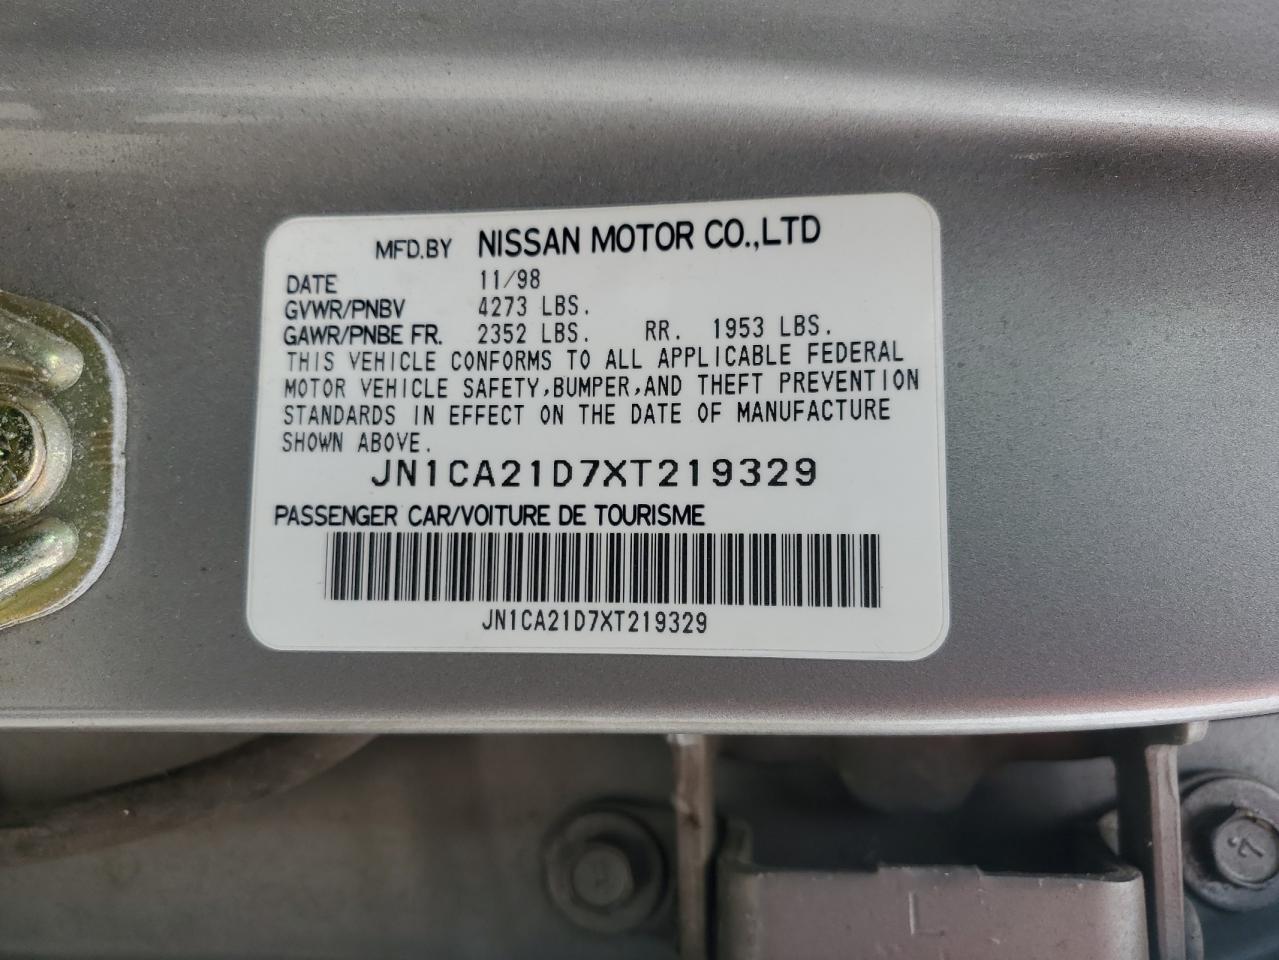 MFD.BY NISSAN MOTOR CO.,LTD
DATE 11/98
GVWR/PNBV 4273 LBS.
GAWR/PNBE FR. 2352 LBS. RR. 1953 LBS.
THIS VEHICLE CONFORMS TO ALL APPLICABLE FEDERAL
MOTOR VEHICLE SAFETY,BUMPER,AND THEFT PREVENTION
STANDARDS IN EFFECT ON THE DATE OF MANUFACTURE
SHOWN ABOVE.
JN1CA21D7XT219329
PASSENGER CAR/VOITURE DE TOURISME
JN1CA21D7XT219329
7
L